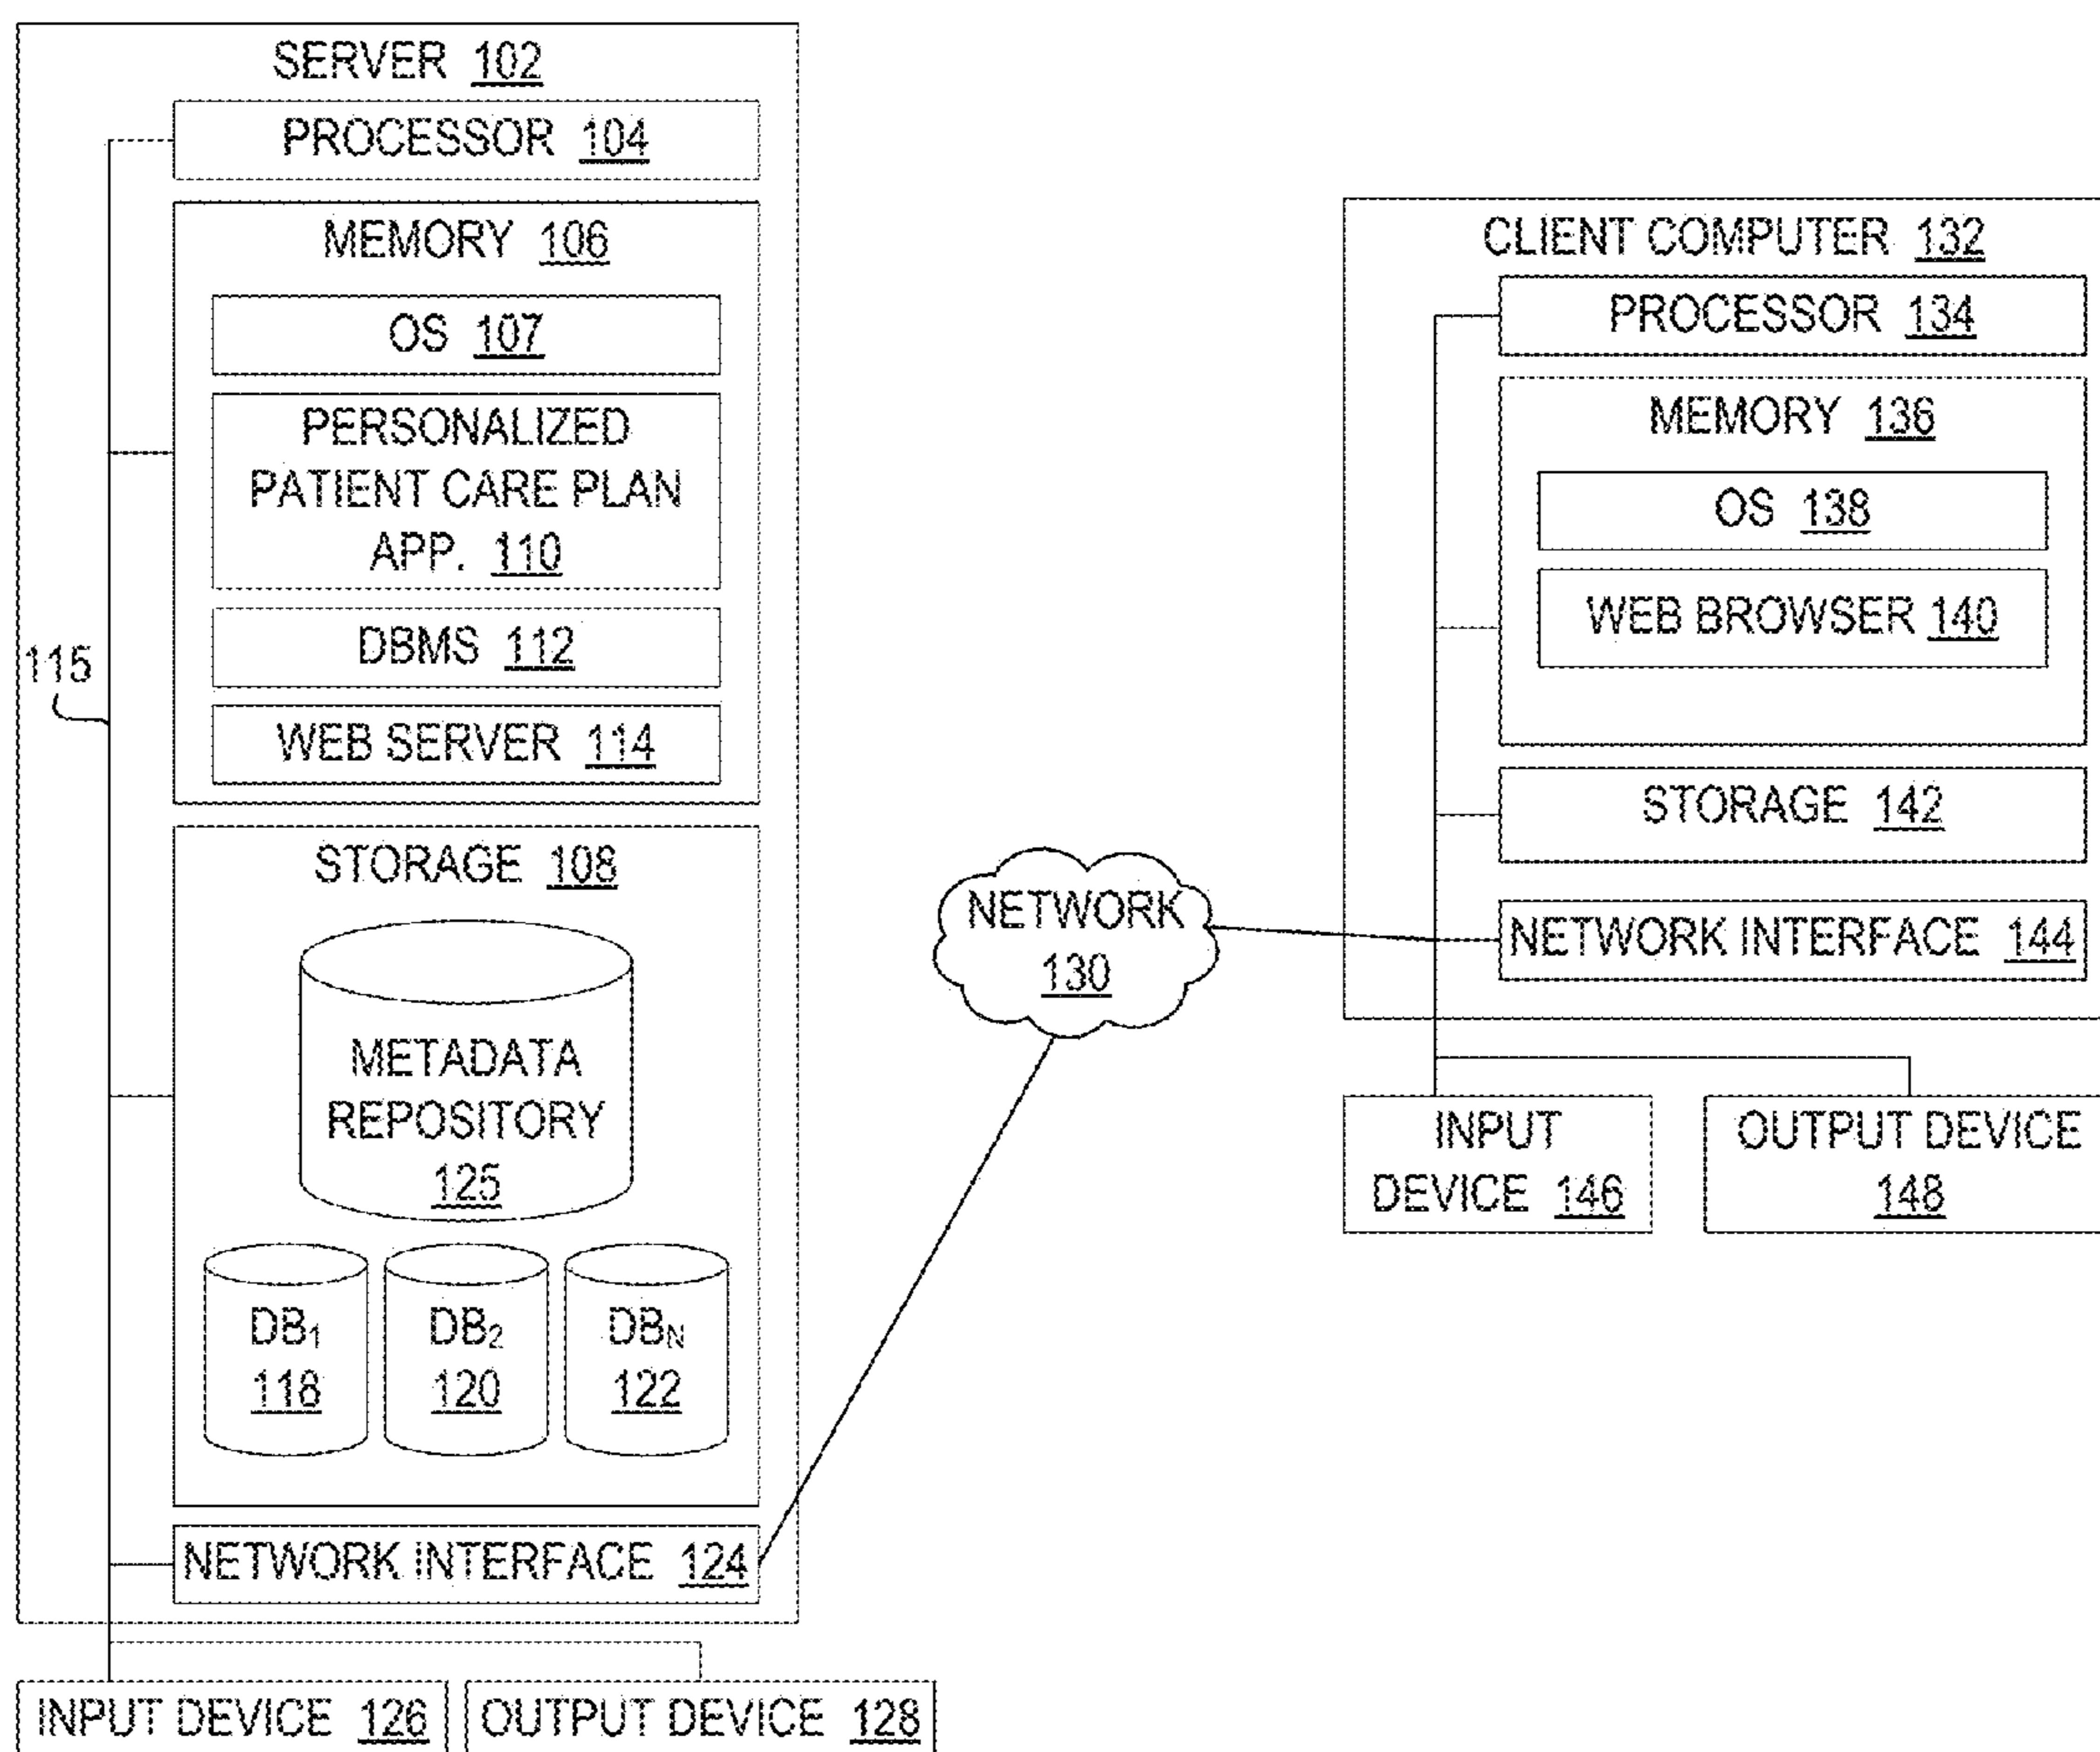 SERVER 102
PROCESSOR 104
MEMORY 106
OS 107
PERSONALIZED
PATIENT CARE PLAN
APP. 110
DBMS 112
WEB SERVER 114
115
STORAGE 108
METADATA
REPOSITORY
125
DB1
118
DB2
120
DBN
122
NETWORK INTERFACE 124
INPUT DEVICE 126
OUTPUT DEVICE 128
NETWORK
130
CLIENT COMPUTER 132
PROCESSOR 134
MEMORY 136
OS 138
WEB BROWSER 140
STORAGE 142
NETWORK INTERFACE 144
INPUT
DEVICE 146
OUTPUT DEVICE
148